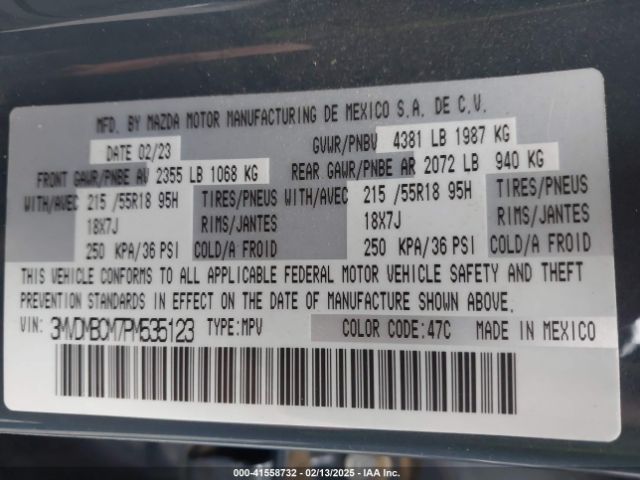 MFD. BY MAZDA MOTOR MANUFACTURING DE MEXICO S.A. DE C.V.
DATE 02/23 GVWR/PNBV 4381 LB 1987 KG
FRONT GAWR/PNBE AV 2355 LB 1068 KG REAR GAWR/PNBE AR 2072 LB 940 KG
WITH/AVEC 215 /55R18 95H TIRES/PNEUS WITH/AVEC 215 /55R18 95H TIRES/PNEUS
18X7J RIMS/JANTES 18X7J RIMS/JANTES
250 KPA/36 PSI COLD/A FROID 250 KPA/36 PSI COLD/A FROID
THIS VEHICLE CONFORMS TO ALL APPLICABLE FEDERAL MOTOR VEHICLE SAFETY AND THEFT
PREVENTION STANDARDS IN EFFECT ON THE DATE OF MANUFACTURE SHOWN ABOVE.
VIN: 3MVDMBCM7PM535123 TYPE:MPV COLOR CODE:47C MADE IN MEXICO
000-41558732 - 02/13/2025 - IAA Inc.